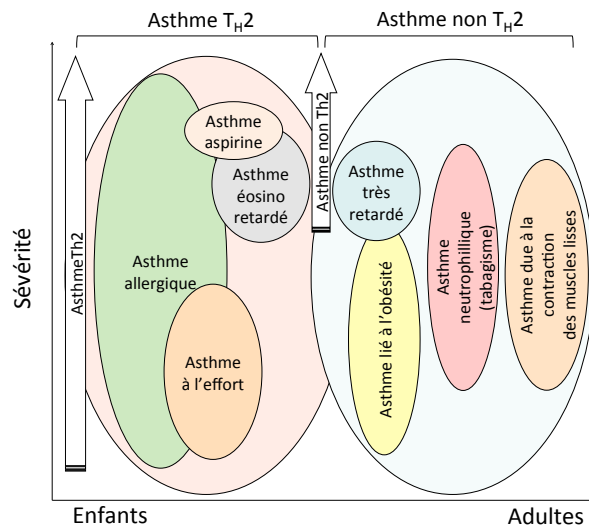 Asthme TH2
Asthme non TH2
Sévérité
AsthmeTh2
Asthme non Th2
Asthme
aspirine
Asthme
éosino
retardé
Asthme
allergique
Asthme
à l'effort
Asthme
très
retardé
Asthme lié à l'obésité
Asthme
neutrophillique
(tabagisme)
Asthme due à la
contraction
des muscles lisses
Enfants
Adultes